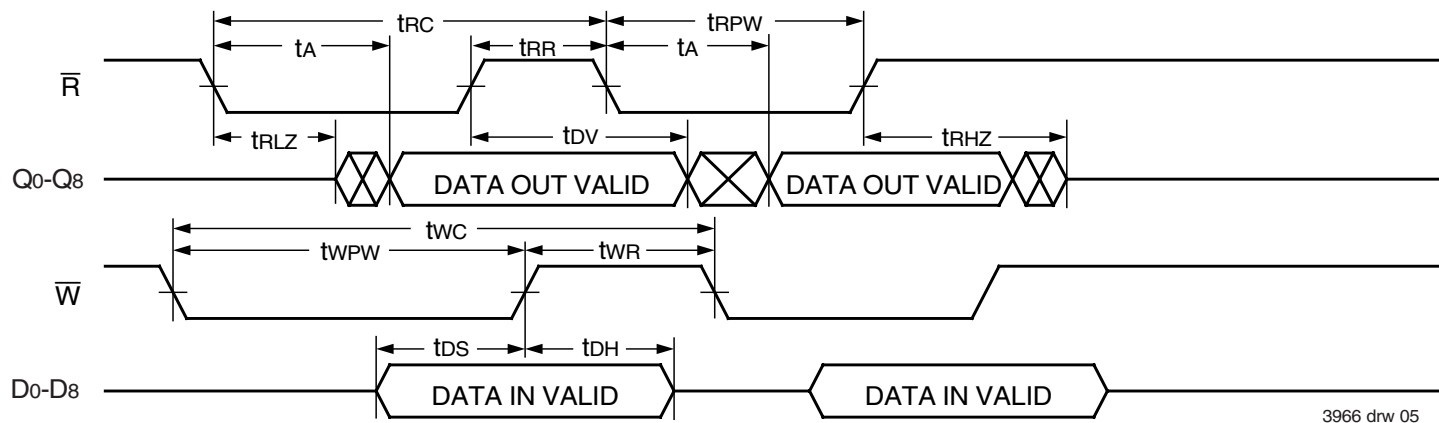 tRC tRPW
tA tRR tA
R̅
tRLZ tDV tRHZ
Q0-Q8 DATA OUT VALID DATA OUT VALID
tWC
tWPW tWR
W̅
tDS tDH
D0-D8 DATA IN VALID DATA IN VALID
3966 drw 05